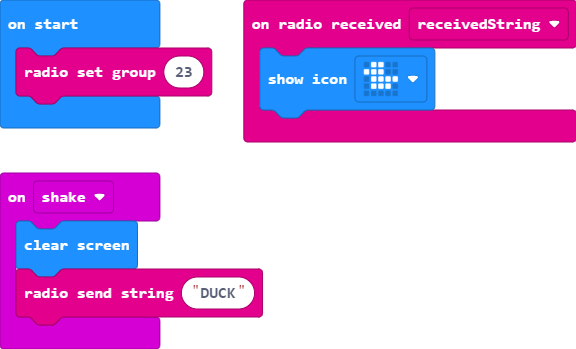 on start
radio set group 23
on radio received receivedString
show icon
on shake
clear screen
radio send string "DUCK"